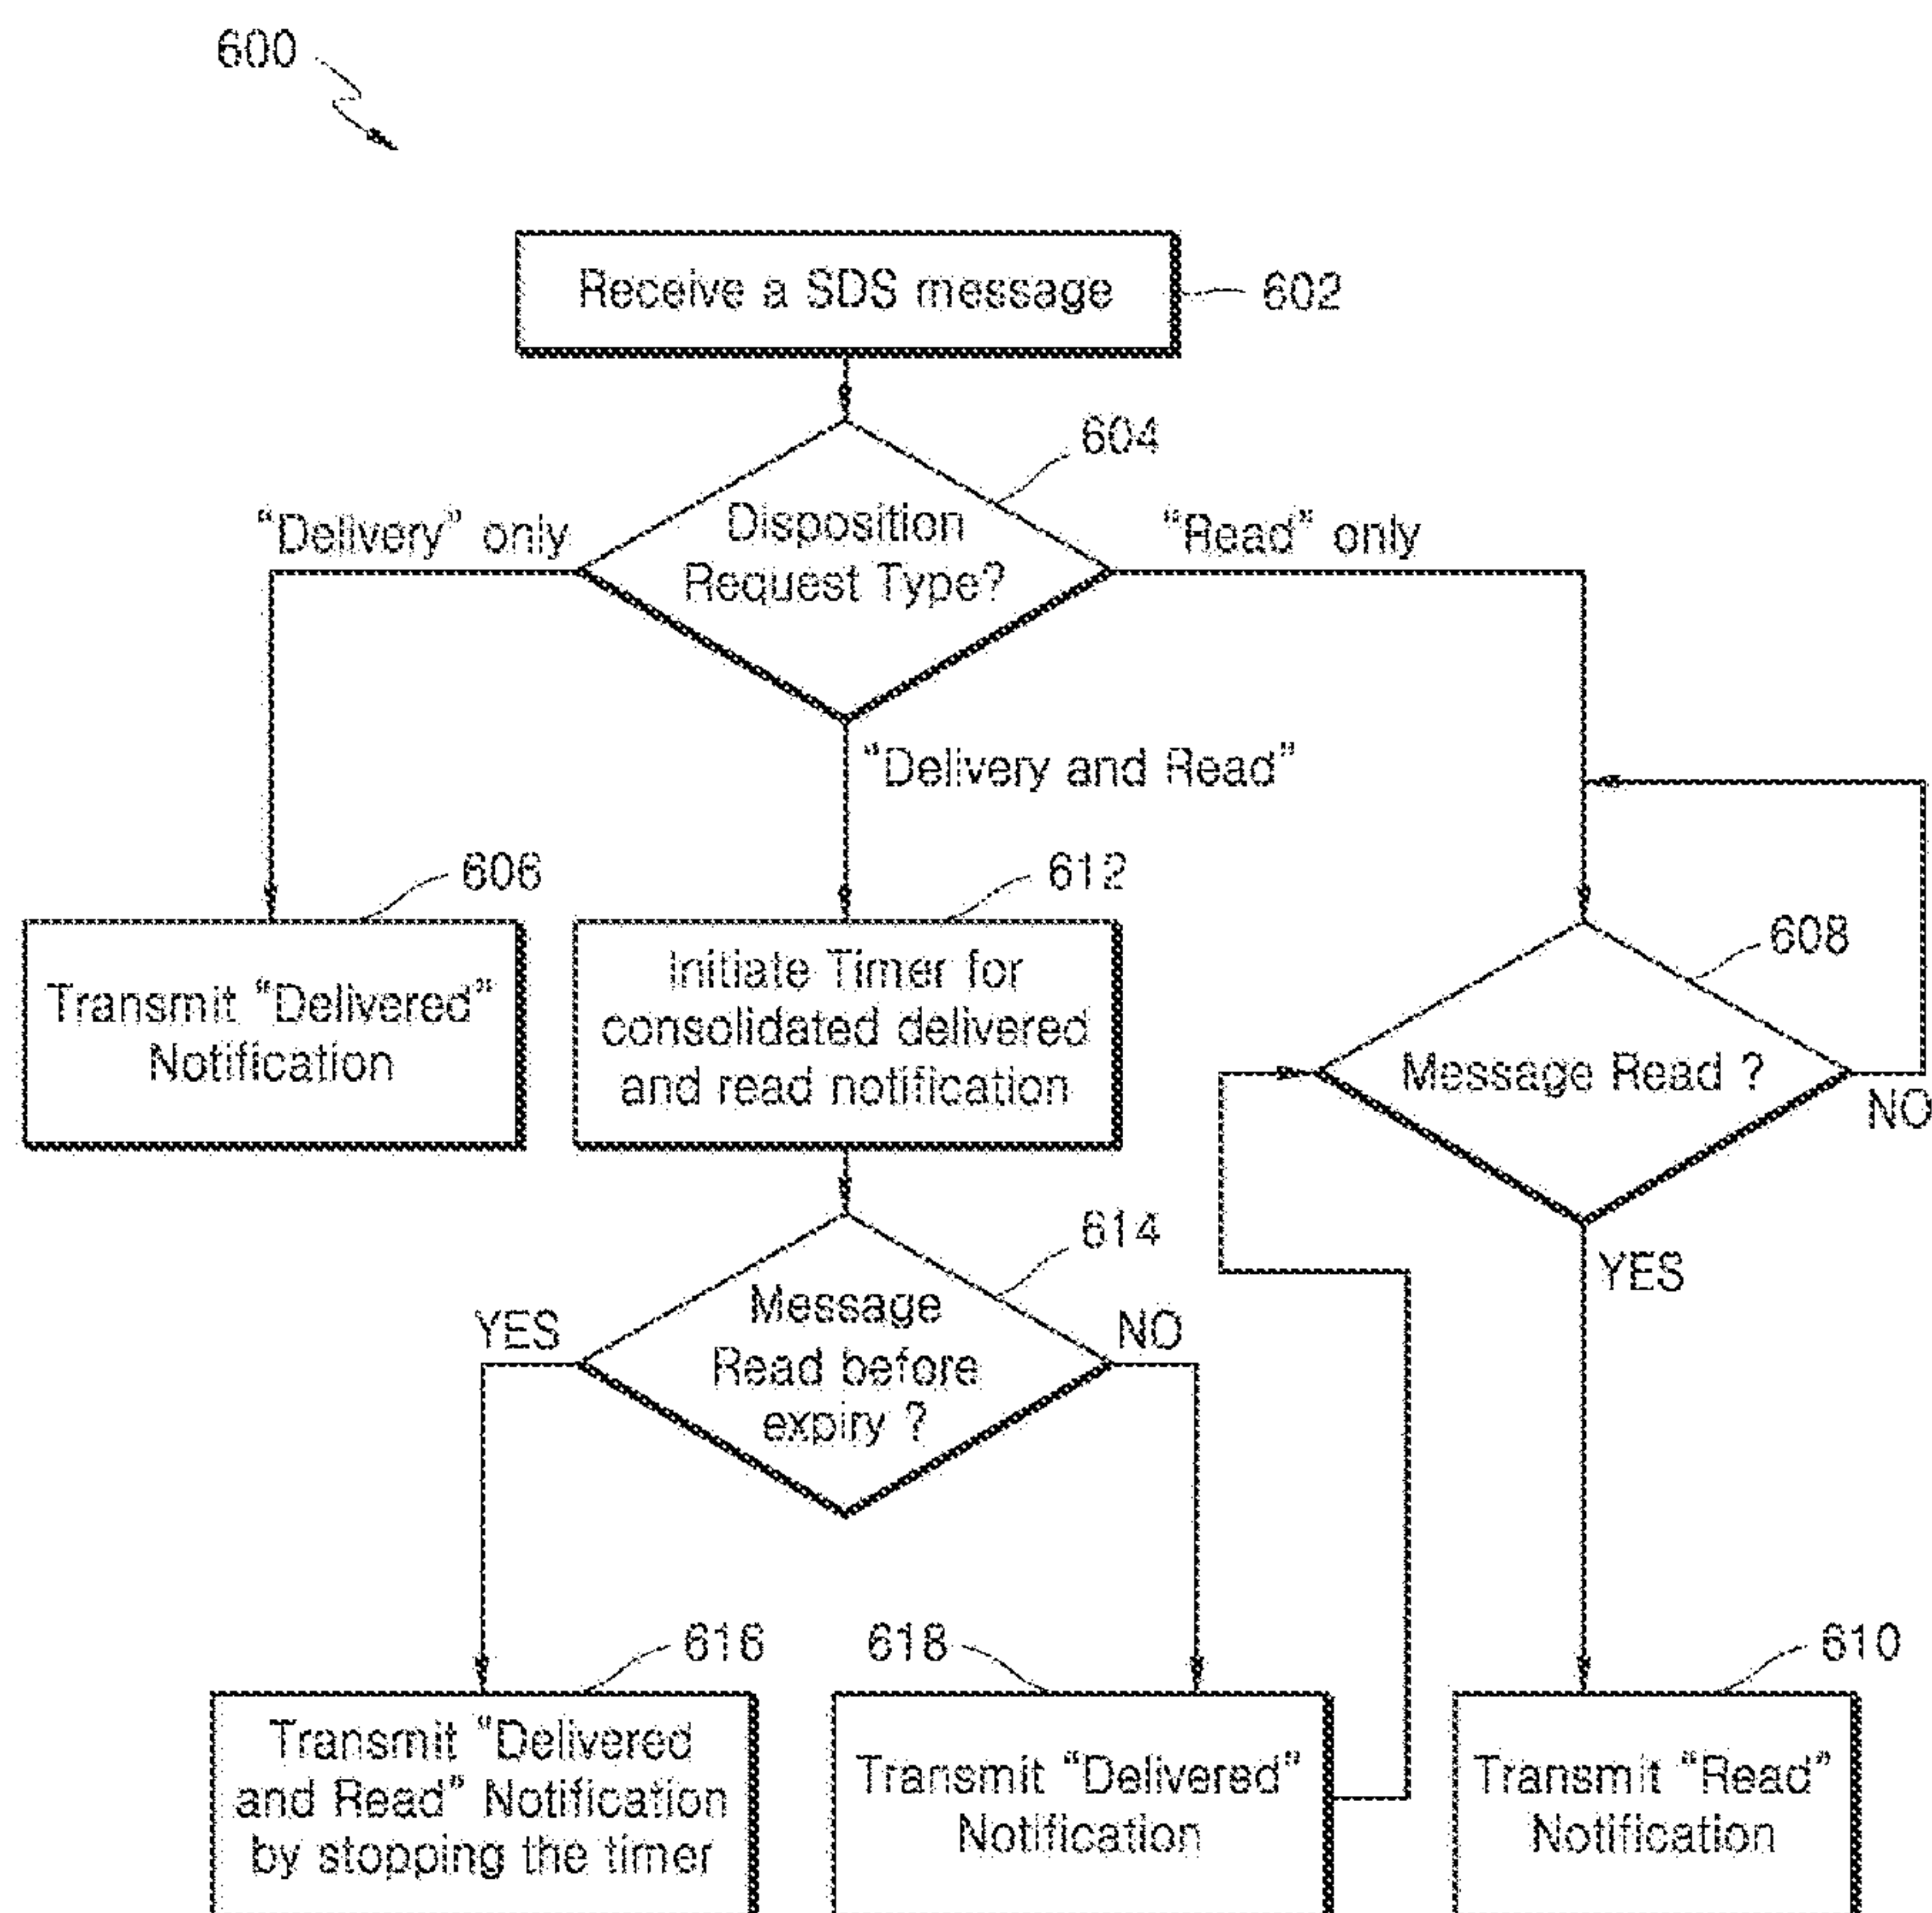 600
Receive a SDS message
602
604
"Delivery" only
Disposition
Request Type?
"Read" only
"Delivery and Read"
606
612
608
Transmit "Delivered"
Notification
Initiate Timer for
consolidated delivered
and read notification
Message Read ?
NO
614
YES
Message
Read before
expiry ?
NO
YES
616
618
610
Transmit "Delivered
and Read" Notification
by stopping the timer
Transmit "Delivered"
Notification
Transmit "Read"
Notification